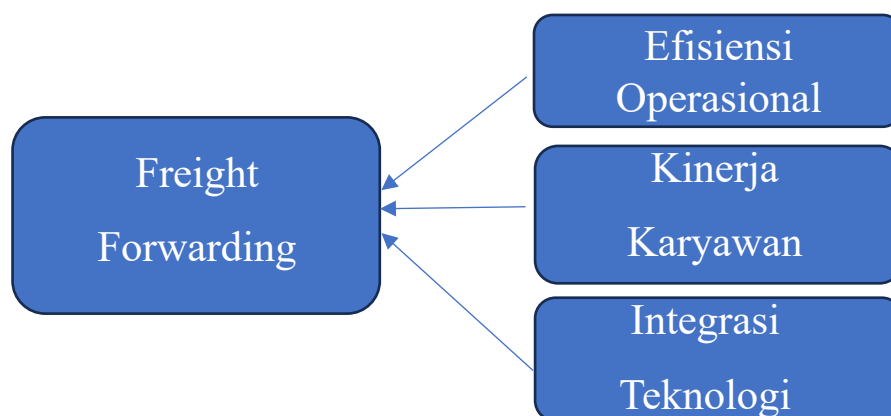 Freight
Forwarding
Efisiensi
Operasional
Kinerja
Karyawan
Integrasi
Teknologi